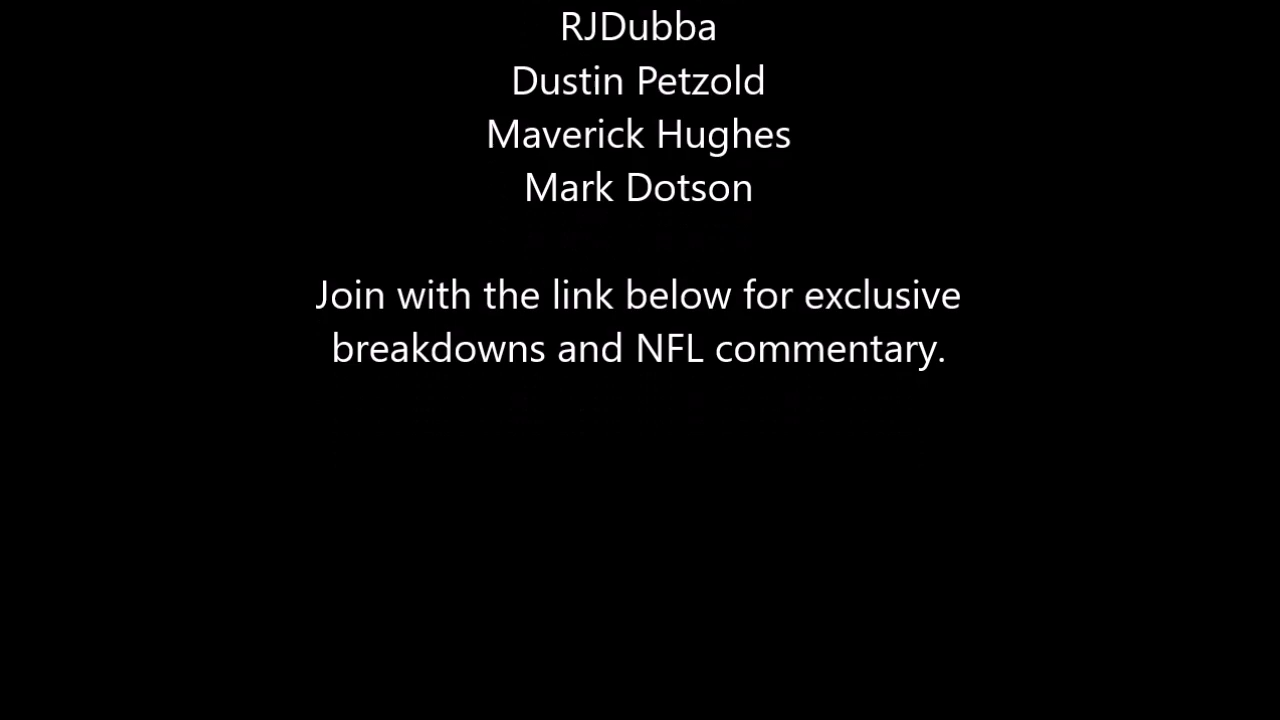 RJDubba
Dustin Petzold
Maverick Hughes
Mark Dotson
Join with the link below for exclusive
breakdowns and NFL commentary.